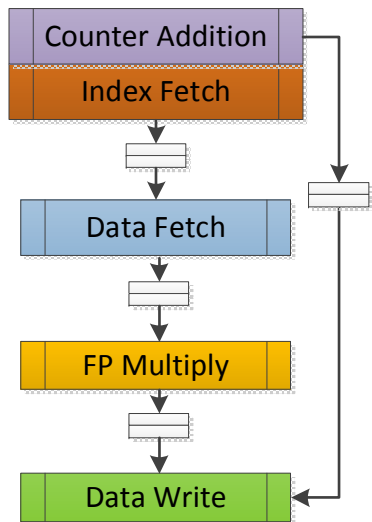 Counter Addition
Index Fetch
Data Fetch
FP Multiply
Data Write